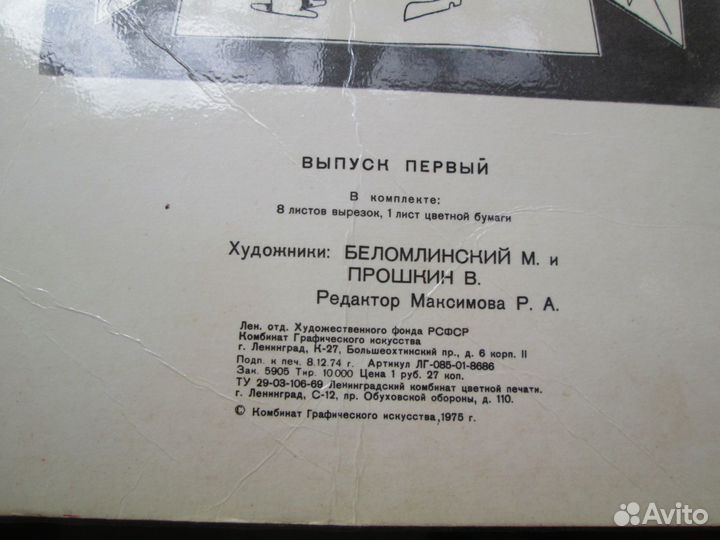 ВЫПУСК ПЕРВЫЙ
В комплекте:
8 листов вырезок, 1 лист цветной бумаги
Художники: БЕЛОМЛИНСКИЙ М. и
ПРОШКИН В.
Редактор Максимова Р. А.
Лен. отд. Художественного фонда РСФСР
Комбинат Графического искусства
г. Ленинград, К-27, Большеохтинский пр., д. 6 корп. II
Подп. к печ. 8.12.74 г. Артикул ЛГ-085-01-8686
Зак. 5905 Тир. 10 000 Цена 1 руб. 27 коп.
ТУ 29-03-106-69 Ленинградский комбинат цветной печати.
г. Ленинград, С-12, пр. Обуховской обороны, д. 110.
© Комбинат Графического искусства, 1975 г.
Avito